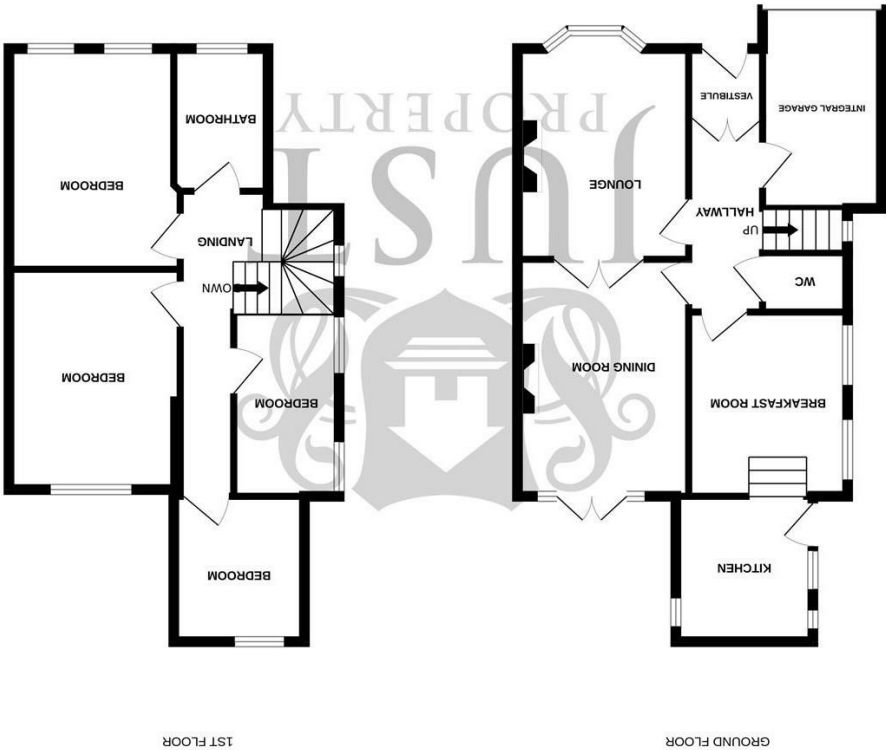 GROUND FLOOR
KITCHEN
BREAKFAST ROOM
DINING ROOM
WC
UP
HALLWAY
LOUNGE
INTEGRAL GARAGE
VESTIBULE
1ST FLOOR
BEDROOM
BEDROOM
BEDROOM
OWN
LANDING
BEDROOM
BATHROOM
JUST
PROPERTY